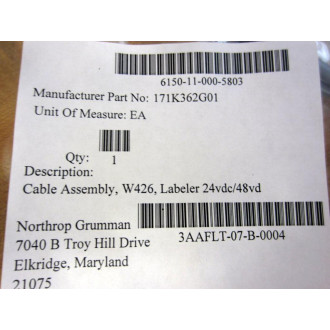 6150-11-000-5803
Manufacturer Part No: 171K362G01
Unit Of Measure: EA
Qty: 1
Description:
Cable Assembly, W426, Labeler 24vdc/48vd
Northrop Grumman
7040 B Troy Hill Drive
3AAFLT-07-B-0004
Elkridge, Maryland
21075